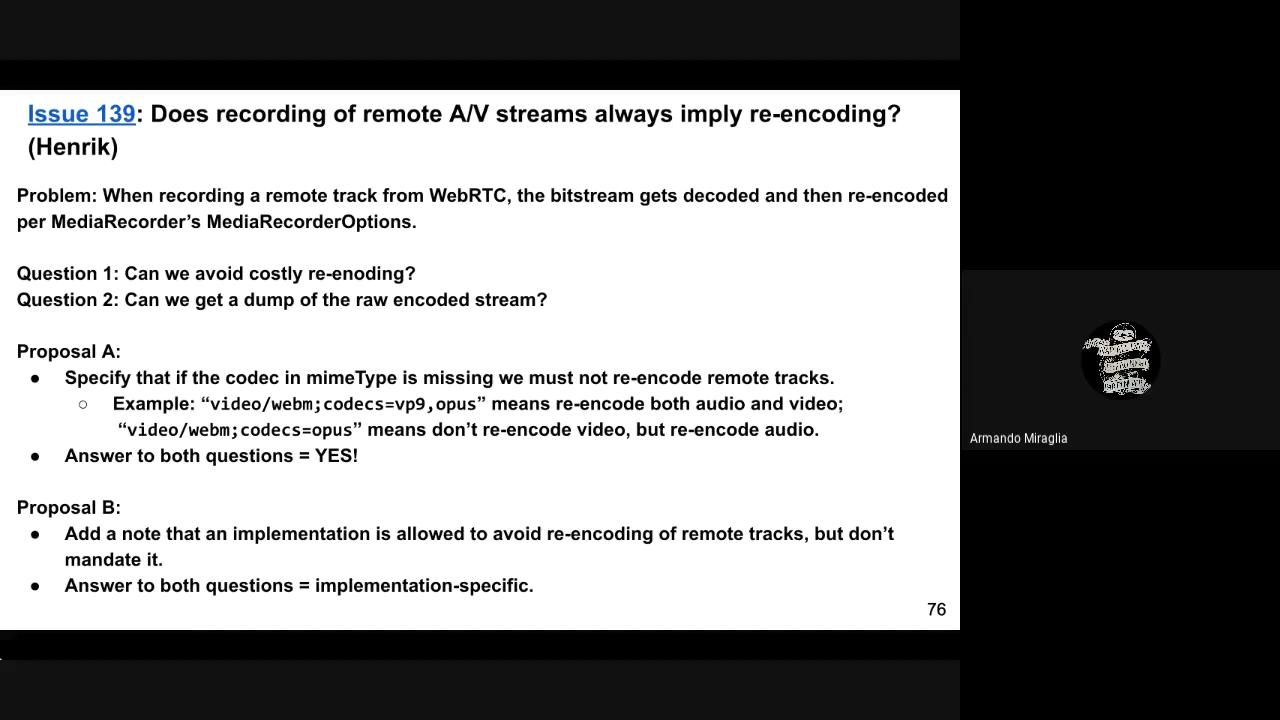 Issue 139: Does recording of remote A/V streams always imply re-encoding?
(Henrik)
Problem: When recording a remote track from WebRTC, the bitstream gets decoded and then re-encoded
per MediaRecorder’s MediaRecorderOptions.
Question 1: Can we avoid costly re-enoding?
Question 2: Can we get a dump of the raw encoded stream?
Proposal A:
● Specify that if the codec in mimeType is missing we must not re-encode remote tracks.
○ Example: “video/webm;codecs=vp9,opus” means re-encode both audio and video;
“video/webm;codecs=opus” means don’t re-encode video, but re-encode audio.
● Answer to both questions = YES!
Proposal B:
● Add a note that an implementation is allowed to avoid re-encoding of remote tracks, but don’t
mandate it.
● Answer to both questions = implementation-specific.
76
Armando Miraglia